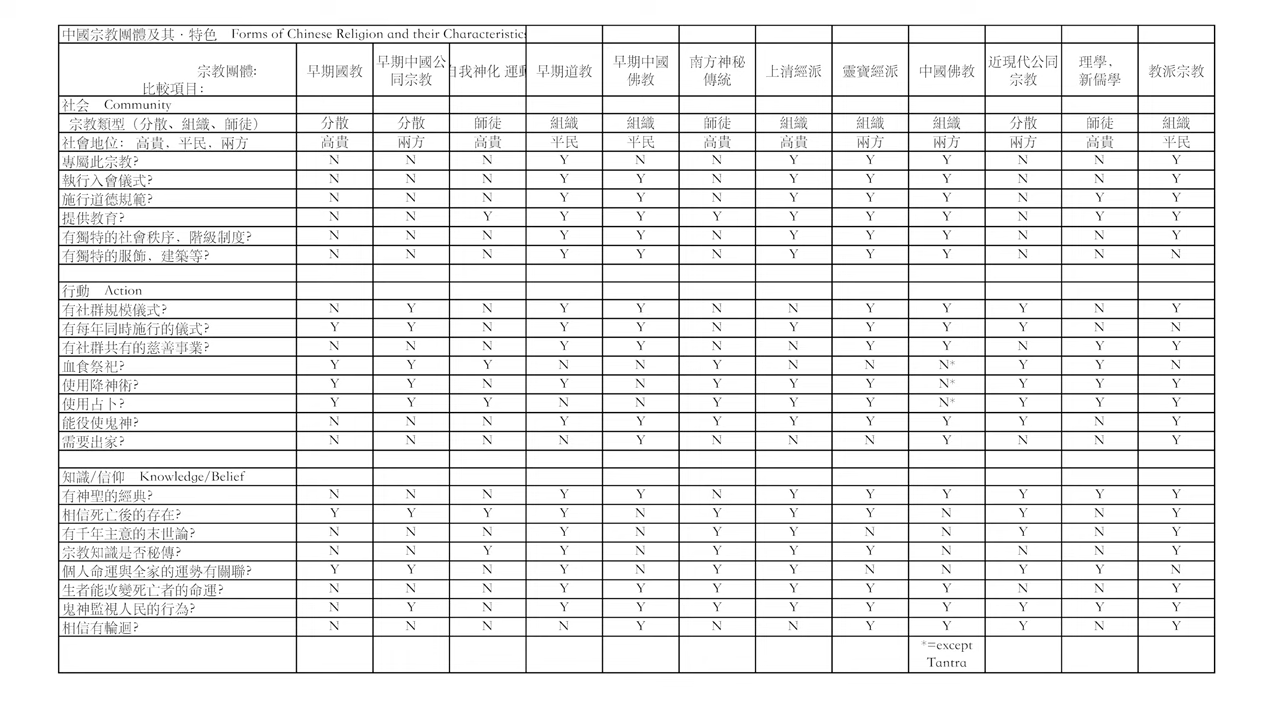 中國宗教團體及其．特色 Forms of Chinese Religion and their Characteristics
宗教團體: 早期國教 早期中國公同宗教 自我神化 運動 早期道教 早期中國佛教 南方神秘傳統 上清經派 靈寶經派 中國佛教 近現代公同宗教 理學、新儒學 教派宗教
比較項目:
社会 Community
宗教類型（分散、組織、師徒） 分散 分散 師徒 組織 組織 師徒 組織 組織 組織 分散 師徒 組織
社會地位: 高貴、平民，兩方 高貴 兩方 高貴 平民 平民 高貴 高貴 兩方 兩方 兩方 高貴 平民
專屬此宗教? N N N Y N N Y Y Y N N Y
執行入會儀式? N N N Y Y N Y Y Y N N Y
施行道德規範? N N N Y Y N Y Y Y N Y Y
提供教育? N N Y Y Y Y Y Y Y N Y Y
有獨特的社會秩序，階級制度? N N N Y Y N Y Y Y N N Y
有獨特的服飾、建築等? N N N Y Y N Y Y Y N N N
行動 Action
有社群規模儀式? N Y N Y Y N N Y Y Y N Y
有每年同時施行的儀式? Y Y N Y Y N Y Y Y Y N N
有社群共有的慈善事業? N N N Y Y N N Y Y N Y Y
血食祭祀? Y Y Y N N Y N N N* Y Y N
使用降神術? Y Y N Y N Y Y Y N* Y Y Y
使用占卜? Y Y Y N N Y Y Y N* Y Y Y
能役使鬼神? N N N Y Y Y Y Y Y Y N Y
需要出家? N N N N Y N N N Y N N Y
知識/信仰 Knowledge/Belief
有神聖的經典? N N N Y Y N Y Y Y Y Y Y
相信死亡後的存在? Y Y Y Y N Y Y Y N Y N Y
有千年主意的末世論? N N N Y N Y Y N N Y N Y
宗教知識是否秘傳? N N Y Y N Y Y Y N N N Y
個人命運與全家的運勢有關聯? Y Y N Y N Y Y N N Y Y N
生者能改變死亡者的命運? N N N Y Y Y Y Y Y N N Y
鬼神監視人民的行為? N Y N Y Y Y Y Y Y Y N Y
相信有輪迴? N N N N Y N N Y Y Y N Y
*=except
Tantra